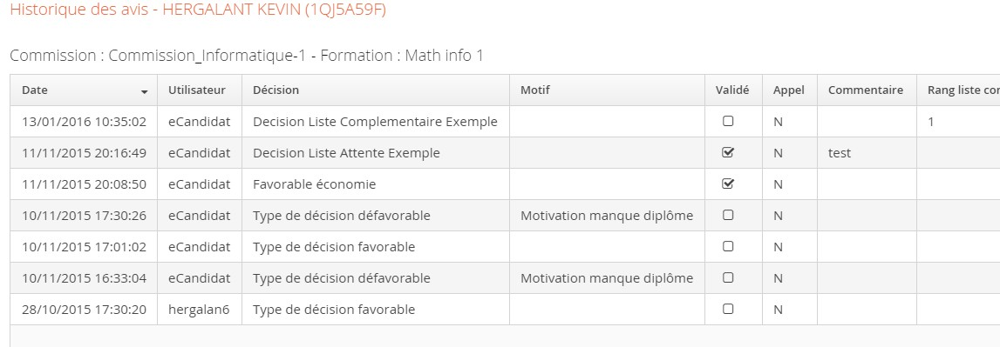 Historique des avis - HERGALANT KEVIN (1QJ5A59F)
Commission : Commission_Informatique-1 - Formation : Math info 1
Date Utilisateur Décision Motif Validé Appel Commentaire Rang liste cor
13/01/2016 10:35:02 eCandidat Decision Liste Complementaire Exemple N 1
11/11/2015 20:16:49 eCandidat Decision Liste Attente Exemple N test
11/11/2015 20:08:50 eCandidat Favorable économie N
10/11/2015 17:30:26 eCandidat Type de décision défavorable Motivation manque diplôme N
10/11/2015 17:01:02 eCandidat Type de décision favorable N
10/11/2015 16:33:04 eCandidat Type de décision défavorable Motivation manque diplôme N
28/10/2015 17:30:20 hergalan6 Type de décision favorable N